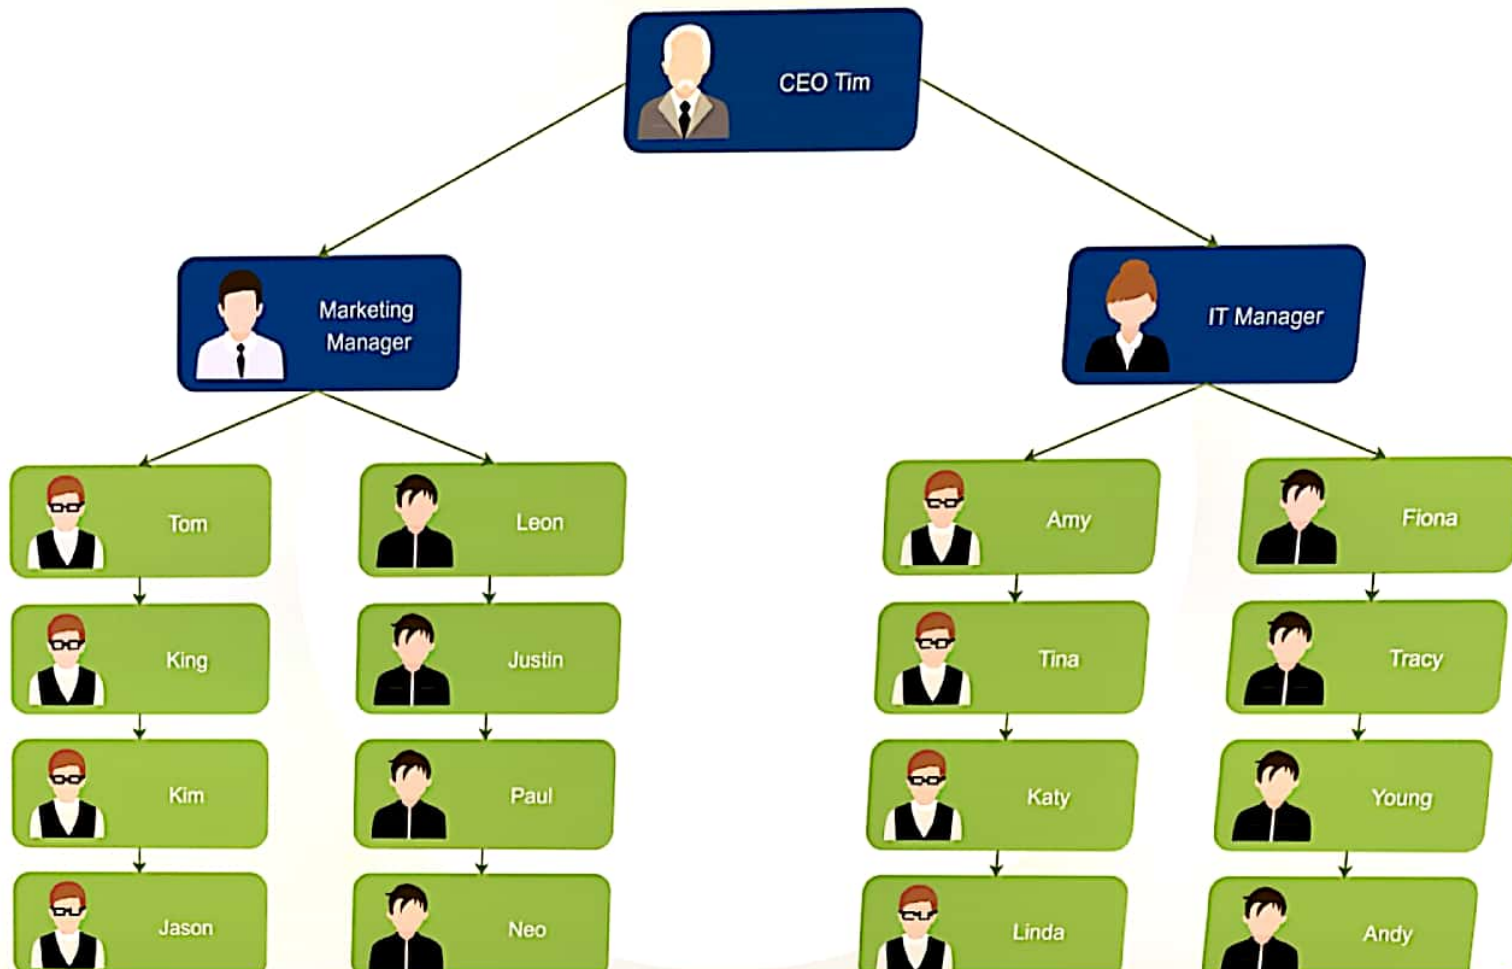 CEO Tim
Marketing
Manager
IT Manager
Tom
Leon
Amy
Fiona
King
Justin
Tina
Tracy
Kim
Paul
Katy
Young
Jason
Neo
Linda
Andy